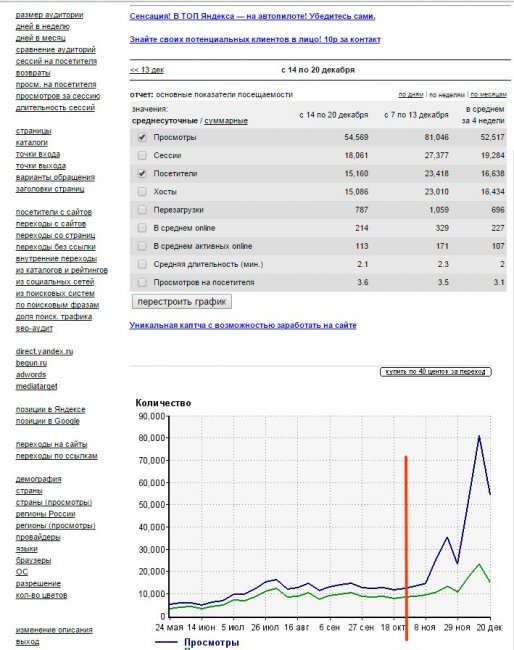 размер аудитории
дней в неделю
дней в месяц
сравнение аудиторий
сессий на посетителя
возвраты
просм. на посетителя
просмотров за сессию
длительность сессий
страницы
каталоги
точки входа
точки выхода
варианты обращения
заголовки страниц
посетители с сайтов
переходы с сайтов
переходы со страниц
переходы без ссылки
внутренние переходы
из каталогов и рейтингов
из социальных сетей
из поисковых систем
по поисковым фразам
доля поиск. трафика
seo-аудит
direct.yandex.ru
begun.ru
adwords
mediatarget
позиции в Яндексе
позиции в Google
переходы на сайты
переходы по ссылкам
демография
страны
страны (просмотры)
регионы России
регионы (просмотры)
провайдеры
языки
браузеры
ОС
разрешение
кол-во цветов
изменение описания
выход
Сенсация! В ТОП Яндекса — на автопилоте! Убедитесь сами.
Знайте своих потенциальных клиентов в лицо! 10р за контакт
<< 13 дек с 14 по 20 декабря
отчет: основные показатели посещаемости по дням | по неделям | по месяцам
значения:
среднесуточные / суммарные с 14 по 20 декабря с 7 по 13 декабря в среднем за 4 недели
Просмотры 54,569 81,046 52,517
Сессии 18,061 27,377 19,284
Посетители 15,160 23,418 16,638
Хосты 15,086 23,010 16,434
Перезагрузки 787 1,059 696
В среднем online 214 329 227
В среднем активных online 113 171 107
Средняя длительность (мин.) 2.1 2.3 2
Просмотров на посетителя 3.6 3.5 3.1
перестроить график
Уникальная каптча с возможностью заработать на сайте
купить по 40 центов за переход
Количество
90,000
80,000
70,000
60,000
50,000
40,000
30,000
20,000
10,000
0
24 мая 14 июн 5 июл 26 июл 16 авг 6 сен 27 сен 18 окт 8 ноя 29 ноя 20 дек
Просмотры